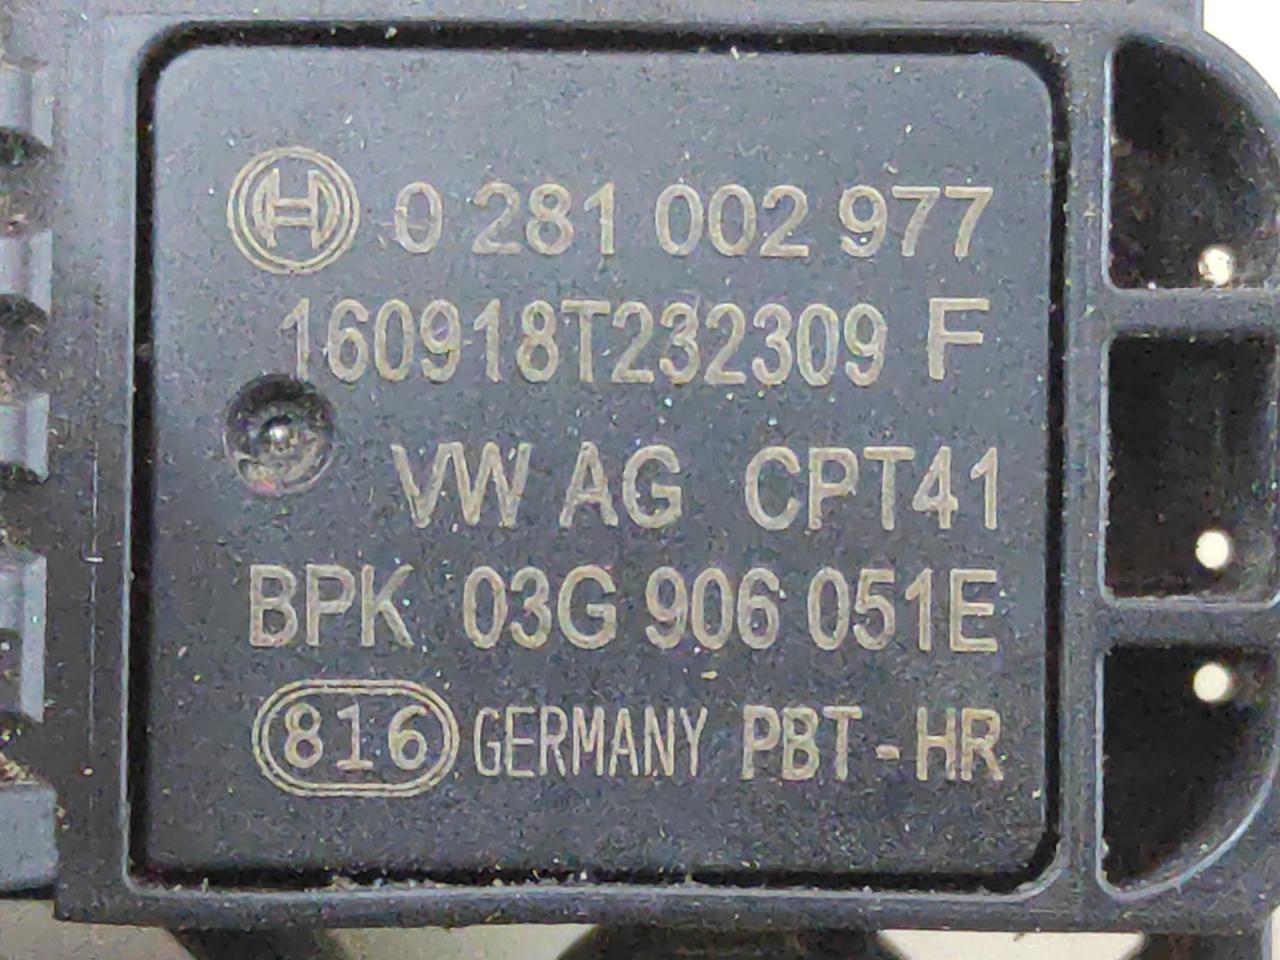 0 281 002 977
160918T232309 F
VW AG CPT41
BPK 03G 906 051E
816 GERMANY PBT-HR